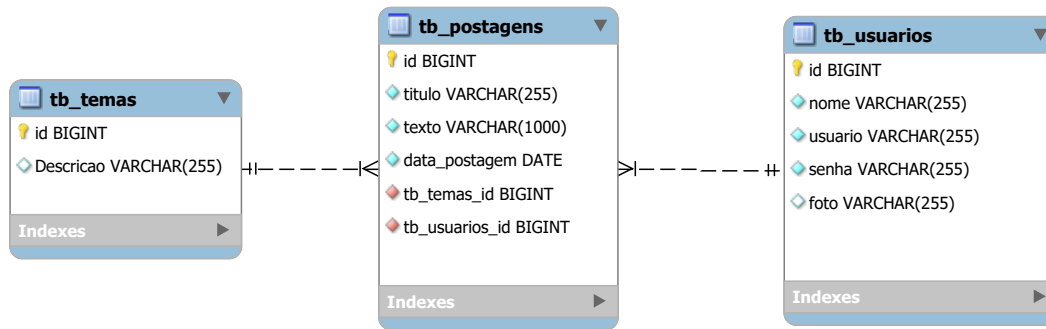 tb_temas
id BIGINT
Descricao VARCHAR(255)
Indexes
tb_postagens
id BIGINT
titulo VARCHAR(255)
texto VARCHAR(1000)
data_postagem DATE
tb_temas_id BIGINT
tb_usuarios_id BIGINT
Indexes
tb_usuarios
id BIGINT
nome VARCHAR(255)
usuario VARCHAR(255)
senha VARCHAR(255)
foto VARCHAR(255)
Indexes